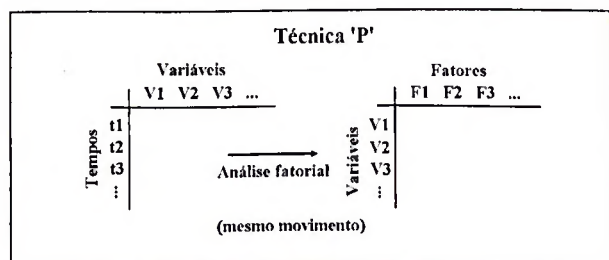 Técnica 'P'
Variáveis
V1 V2 V3 ...
Tempos
t1
t2
t3
...
Análise fatorial
Fatores
F1 F2 F3 ...
Variáveis
V1
V2
V3
...
(mesmo movimento)